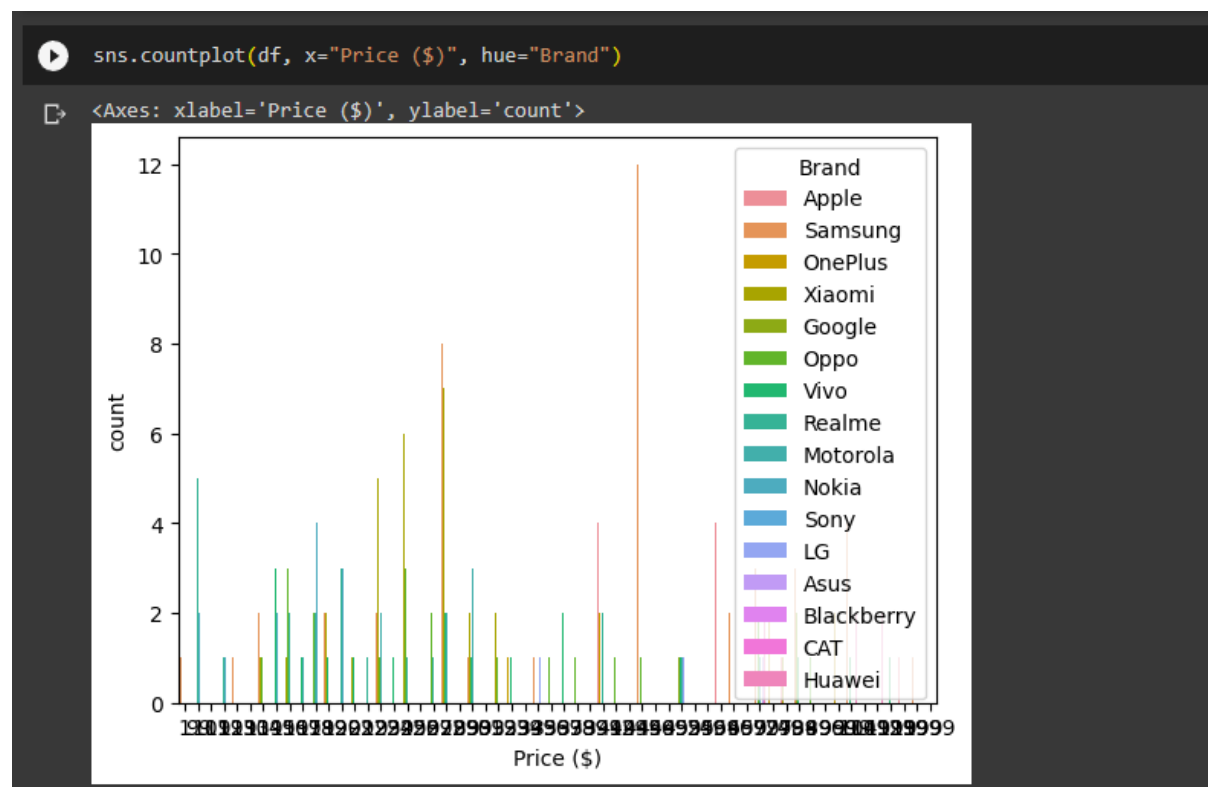 sns.countplot(df, x="Price ($)", hue="Brand")
<Axes: xlabel='Price ($)', ylabel='count'>
12
10
8
6
4
2
0
count
Brand
Apple
Samsung
OnePlus
Xiaomi
Google
Oppo
Vivo
Realme
Motorola
Nokia
Sony
LG
Asus
Blackberry
CAT
Huawei
Price ($)